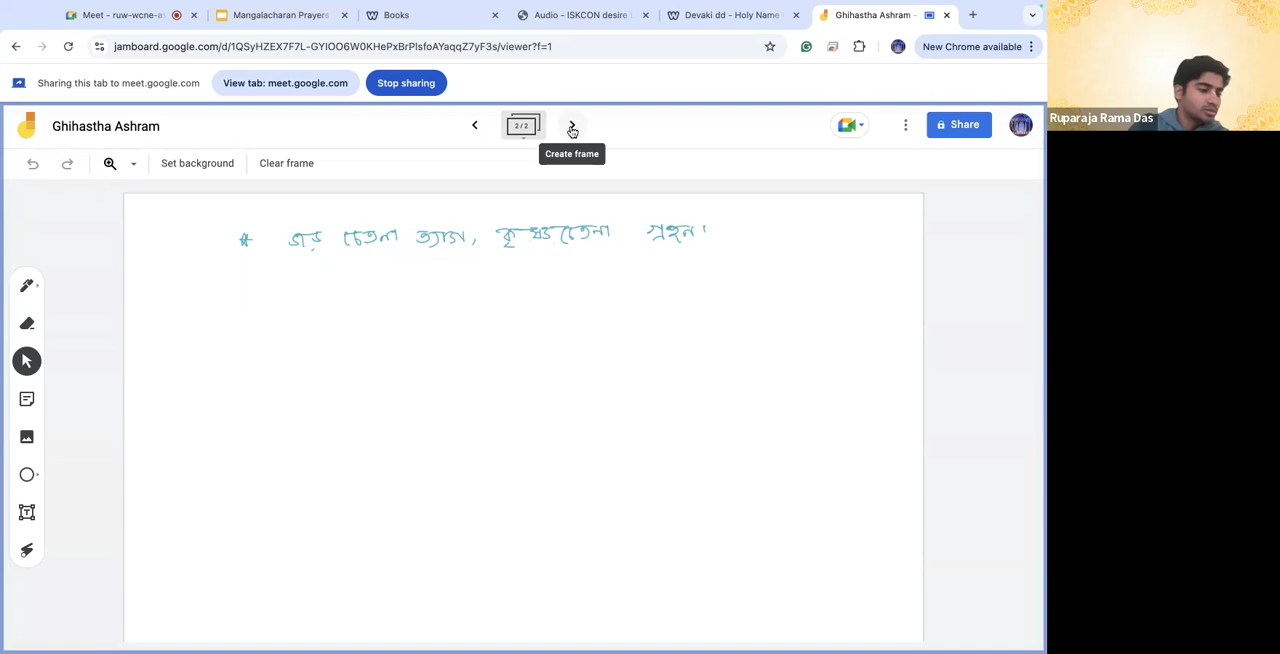 Meet - ruw-wcne-as
Mangalacharan Prayers
Books
Audio - ISKCON desire
Devaki dd - Holy Name
Ghihastha Ashram -
jamboard.google.com/d/1QSyHZEX7F7L-GYIOO6W0KHePxBrPlsfoAYaqqZ7yF3s/viewer?f=1
New Chrome available
Sharing this tab to meet.google.com
View tab: meet.google.com
Stop sharing
Ruparaja Rama Das
Ghihastha Ashram
2/2
Share
Create frame
Set background
Clear frame
* জড় চেতনা ত্যাগ, কৃষ্ণচেতনা গ্রহন।